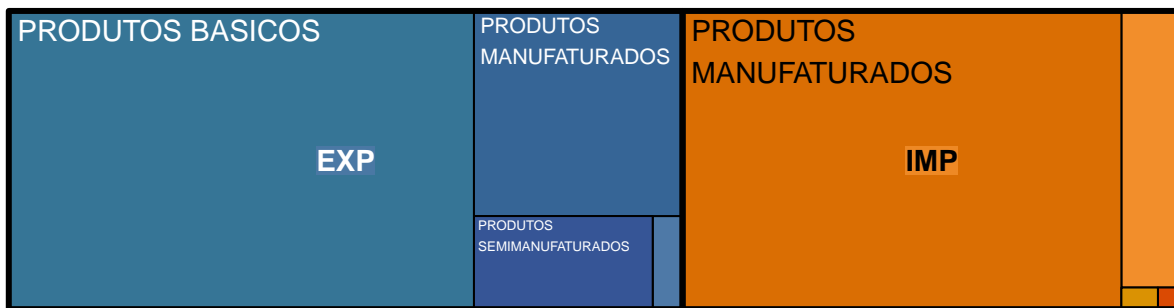 PRODUTOS BASICOS
EXP
PRODUTOS
MANUFATURADOS
PRODUTOS
SEMIMANUFATURADOS
PRODUTOS
MANUFATURADOS
IMP